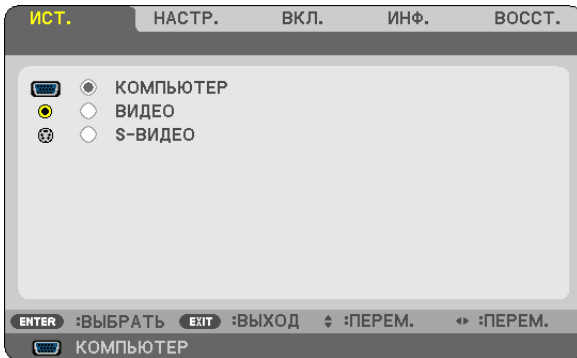 ИСТ. НАСТР. ВКЛ. ИНФ. ВОССТ.
КОМПЬЮТЕР
ВИДЕО
S-ВИДЕО
ENTER :ВЫБРАТЬ EXIT :ВЫХОД :ПЕРЕМ. :ПЕРЕМ.
КОМПЬЮТЕР